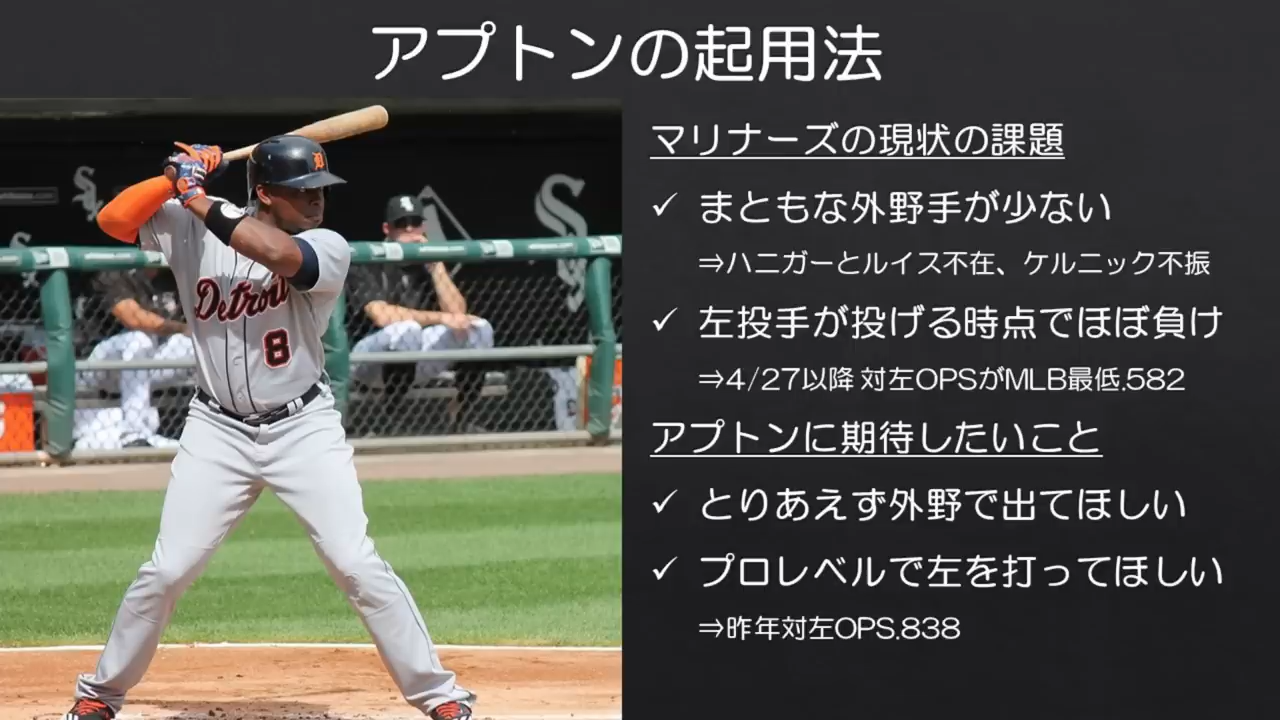 アプトンの起用法
マリナーズの現状の課題
✓ まともな外野手が少ない
⇒ハニガーとルイス不在、ケルニック不振
✓ 左投手が投げる時点でほぼ負け
⇒4/27以降 対左OPSがMLB最低.582
アプトンに期待したいこと
✓ とりあえず外野で出てほしい
✓ プロレベルで左を打ってほしい
⇒昨年対左OPS.838
D
Sox
Sox
Detroit
8